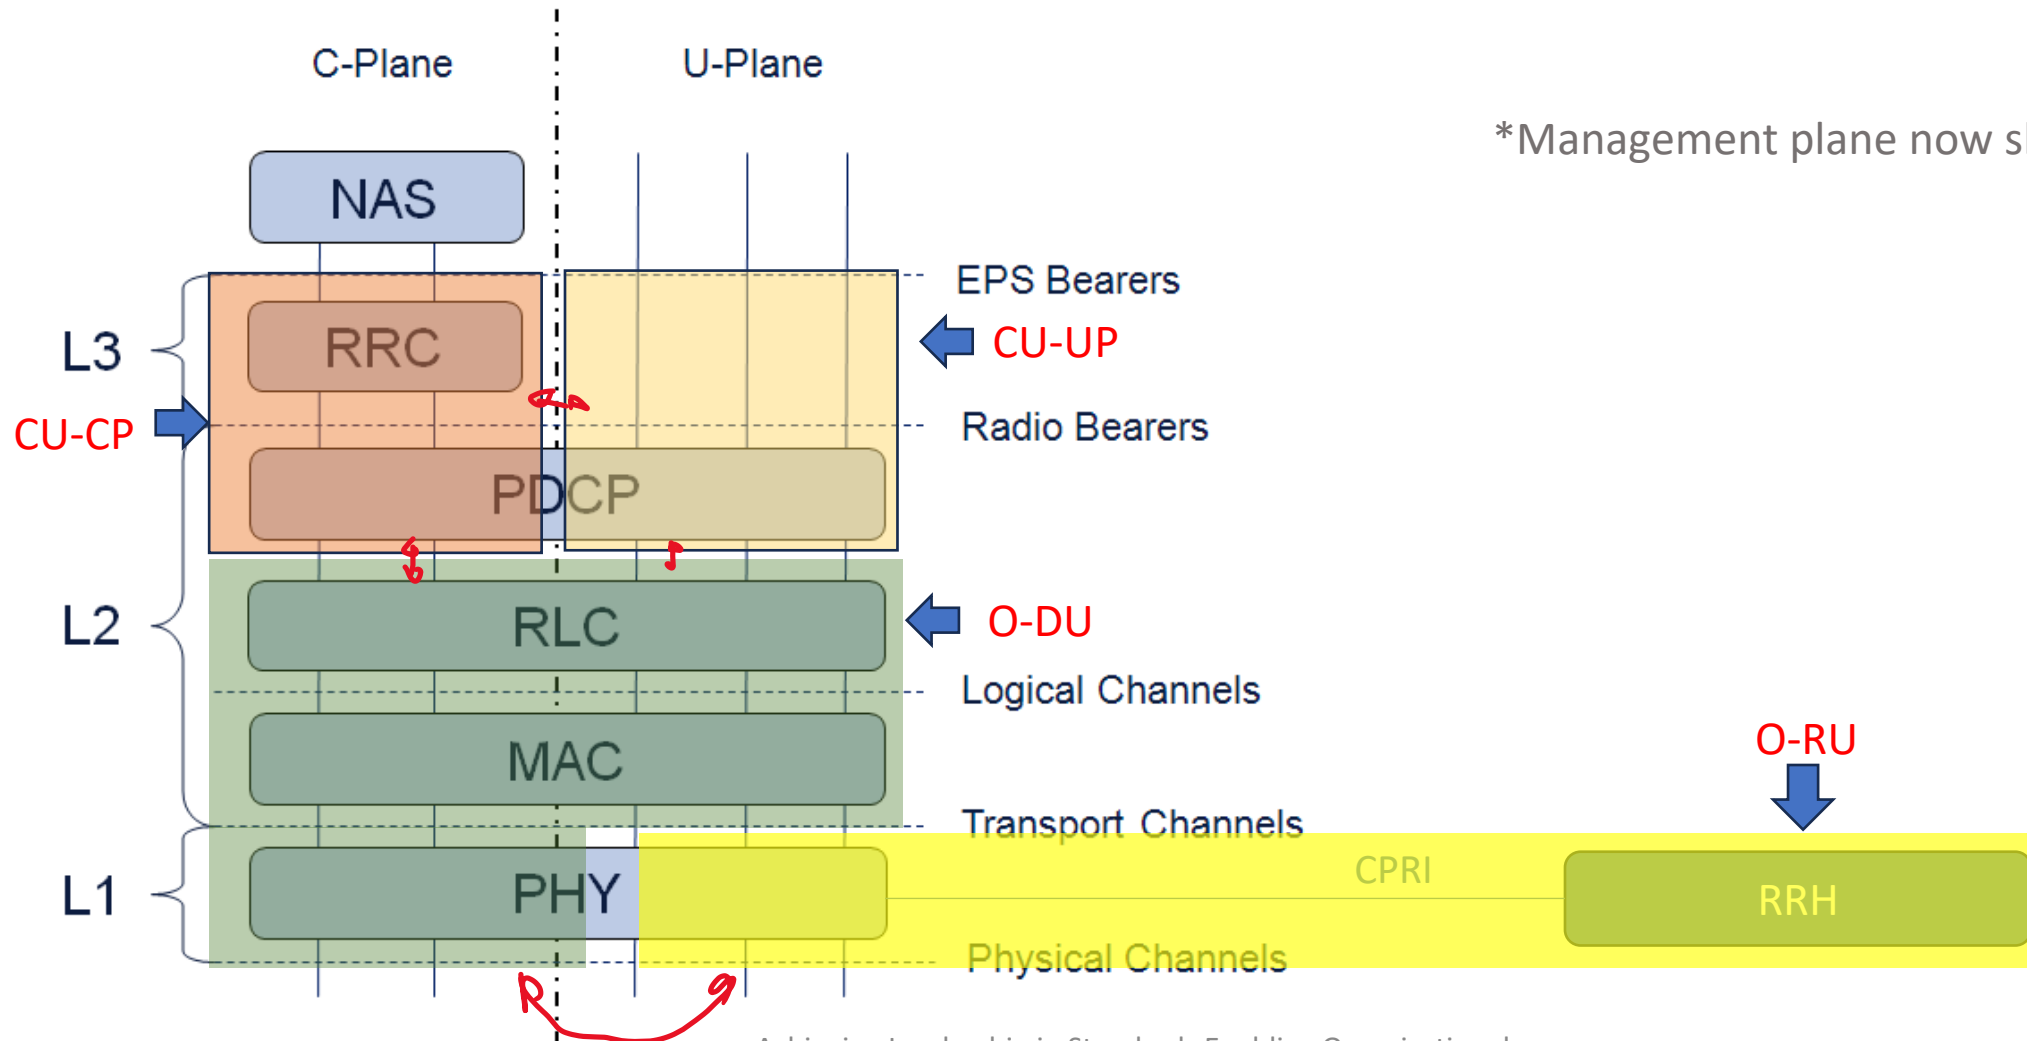 C-Plane
U-Plane
*Management plane now
NAS
EPS Bearers
L3
RRC
CU-UP
CU-CP
Radio Bearers
PDCP
L2
RLC
O-DU
Logical Channels
MAC
O-RU
Transport Channels
L1
PHY
CPRI
RRH
Physical Channels